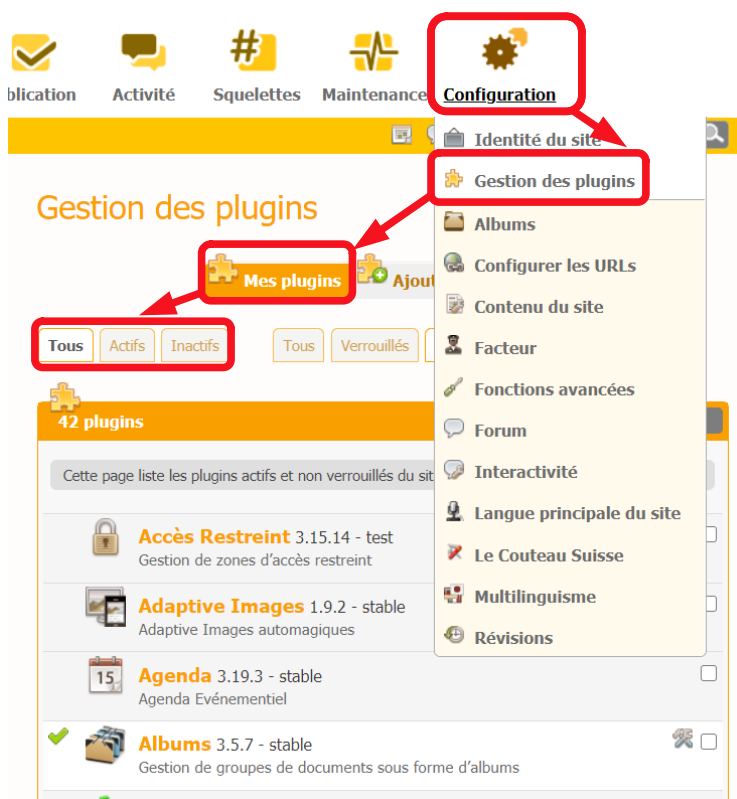 Activité
Squelettes
Maintenance
Configuration
Identité du site
Gestion des plugins
Albums
Configurer les URLs
Contenu du site
Facteur
Fonctions avancées
Forum
Interactivité
Langue principale du site
Le Couteau Suisse
Multilinguisme
Révisions
Gestion des plugins
Mes plugins
Tous
Actifs
Inactifs
Tous
Verrouillés
42 plugins
Cette page liste les plugins actifs et non verrouillés du
Accès Restreint 3.15.14 - test
Gestion de zones d’accès restreint
Adaptive Images 1.9.2 - stable
Adaptive Images automagiques
15
Agenda 3.19.3 - stable
Agenda Evénementiel
Albums 3.5.7 - stable
Gestion de groupes de documents sous forme d’albums